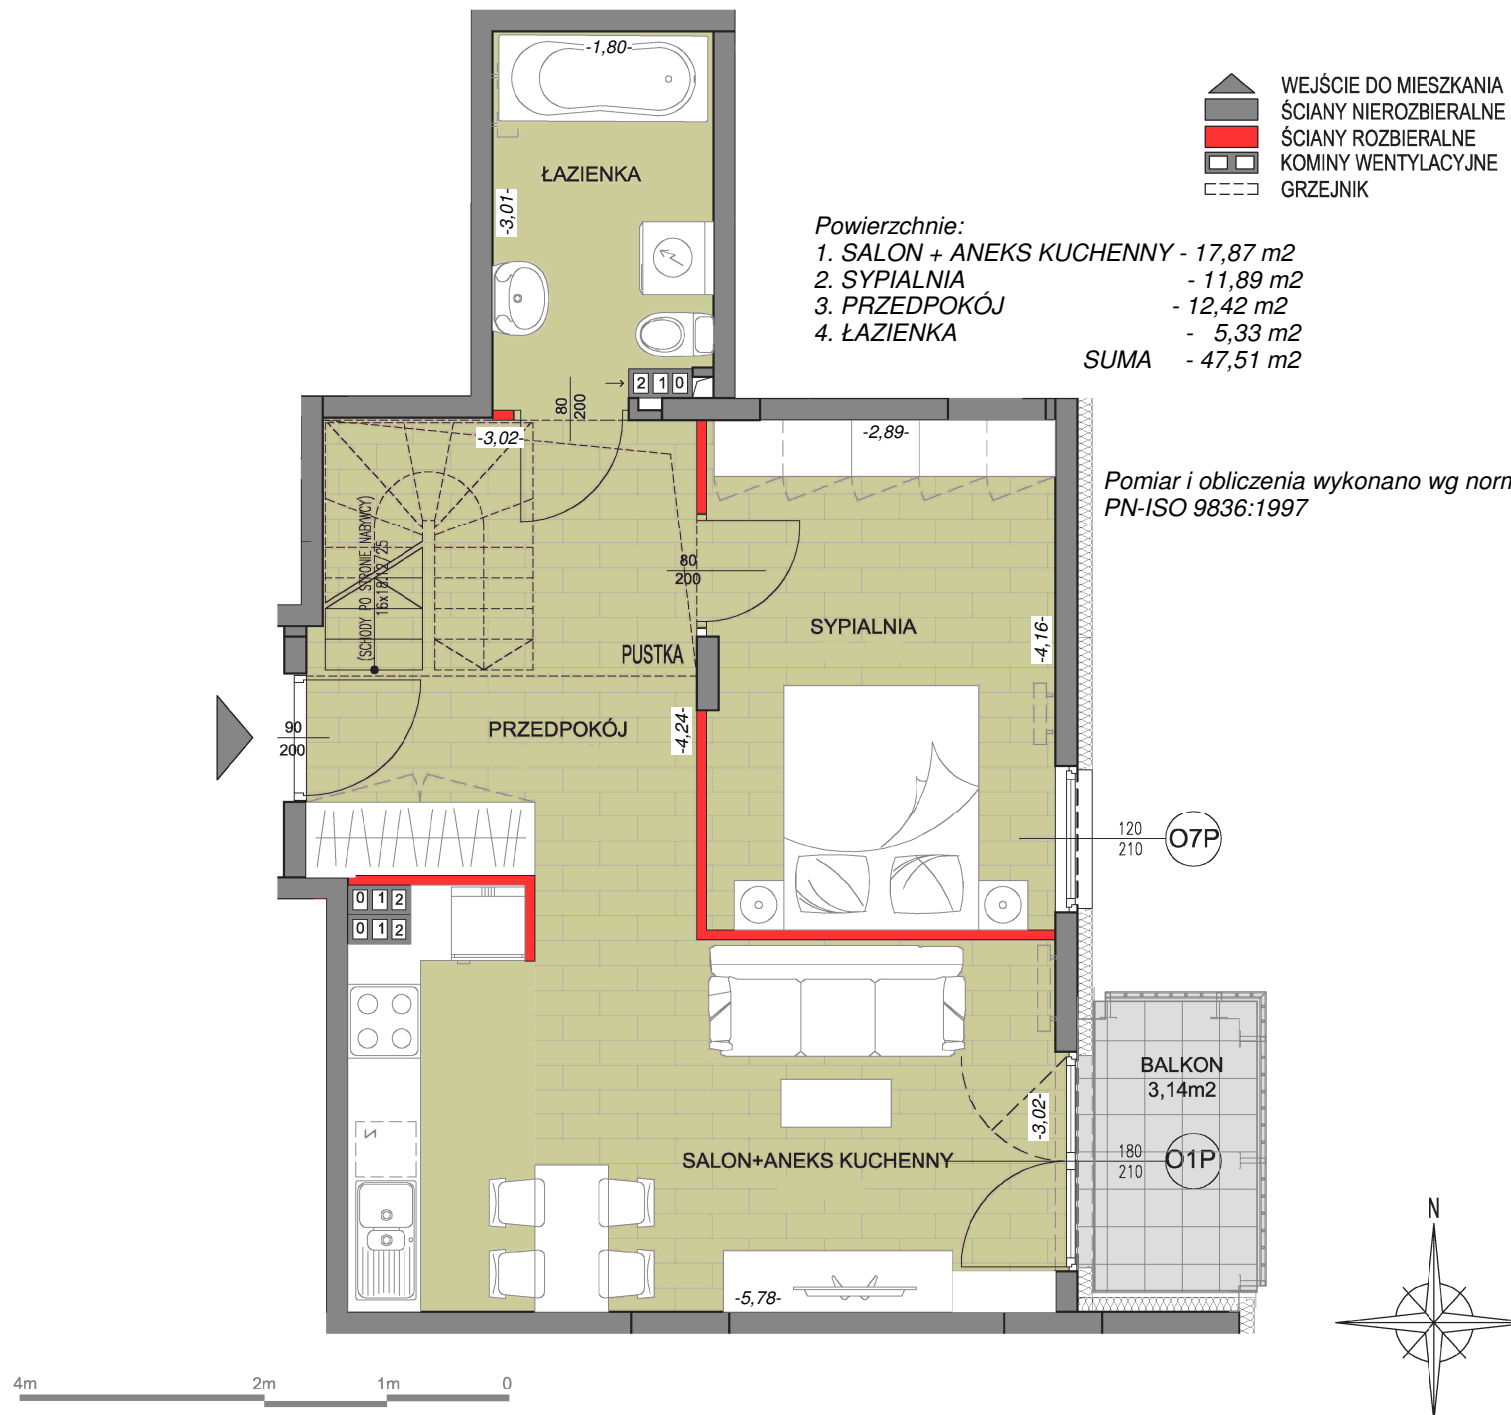 -1,80-
WEJŚCIE DO MIESZKANIA
ŚCIANY NIEROZBIERALNE
ŚCIANY ROZBIERALNE
KOMINY WENTYLACYJNE
GRZEJNIK
ŁAZIENKA
-3,01-
Powierzchnie:
1. SALON + ANEKS KUCHENNY - 17,87 m2
2. SYPIALNIA - 11,89 m2
3. PRZEDPOKÓJ - 12,42 m2
4. ŁAZIENKA - 5,33 m2
SUMA - 47,51 m2
2 1 0
80
200
-3,02-
-2,89-
Pomiar i obliczenia wykonano wg norm
PN-ISO 9836:1997
(SCHODY PO STRONIE NABYWCY)
16x18.12/25
80
200
SYPIALNIA
-4,16-
PUSTKA
PRZEDPOKÓJ
-4,24-
90
200
120
210
O7P
0 1 2
0 1 2
BALKON
3,14m2
-3,02-
SALON+ANEKS KUCHENNY
180
210
O1P
-5,78-
N
4m 2m 1m 0